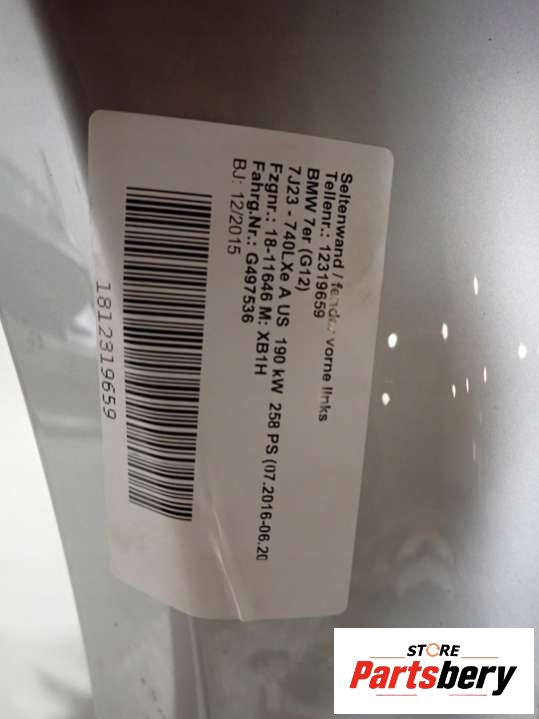 Seitenwand / fender vorne links
Teilenr.: 12319659
BMW 7er (G12)
7J23 - 740LXe A US 190 kW 258 PS (07.2016-06.20
Fzgnr.: 18-11646 M: XB1H
Fahrg.Nr.: G497536
BJ: 12/2015
1812319659
STORE
Partsbery